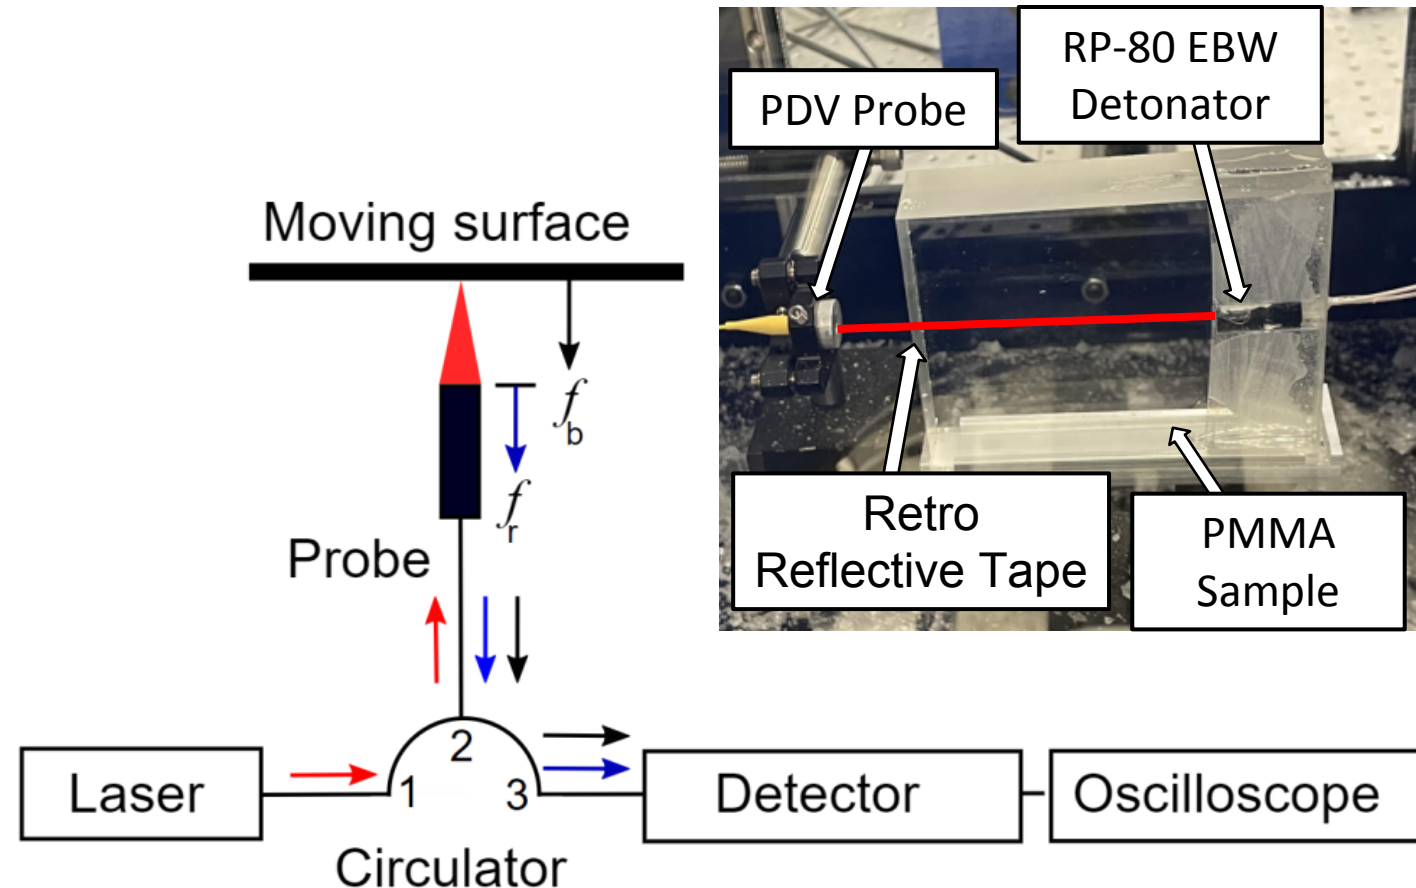 RP-80 EBW
Detonator
PDV Probe
Moving surface
f
b
f
r
Retro
Reflective Tape
PMMA
Sample
Probe
Laser
1
2
3
Detector
Oscilloscope
Circulator